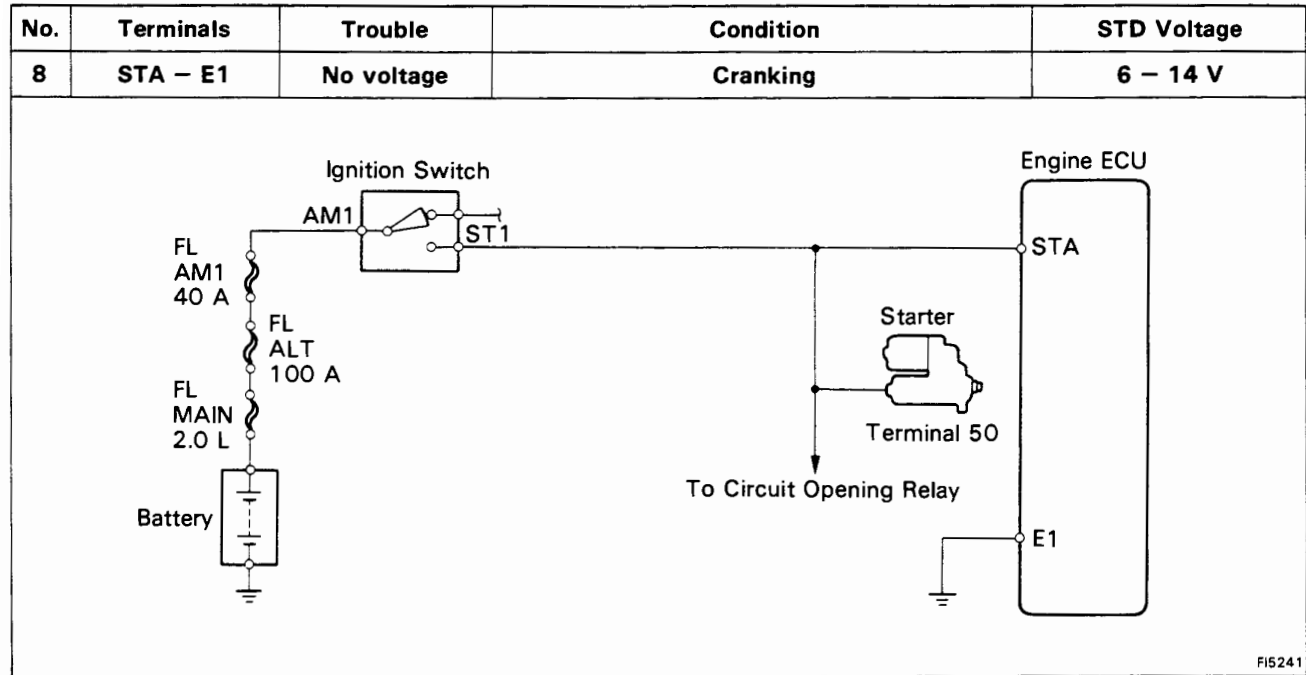 No. Terminals Trouble Condition STD Voltage
8 STA − E1 No voltage Cranking 6 − 14 V
Ignition Switch
Engine ECU
AM1
ST1
STA
FL
AM1
40 A
FL
ALT
100 A
FL
MAIN
2.0 L
Starter
Terminal 50
To Circuit Opening Relay
Battery
E1
FI5241